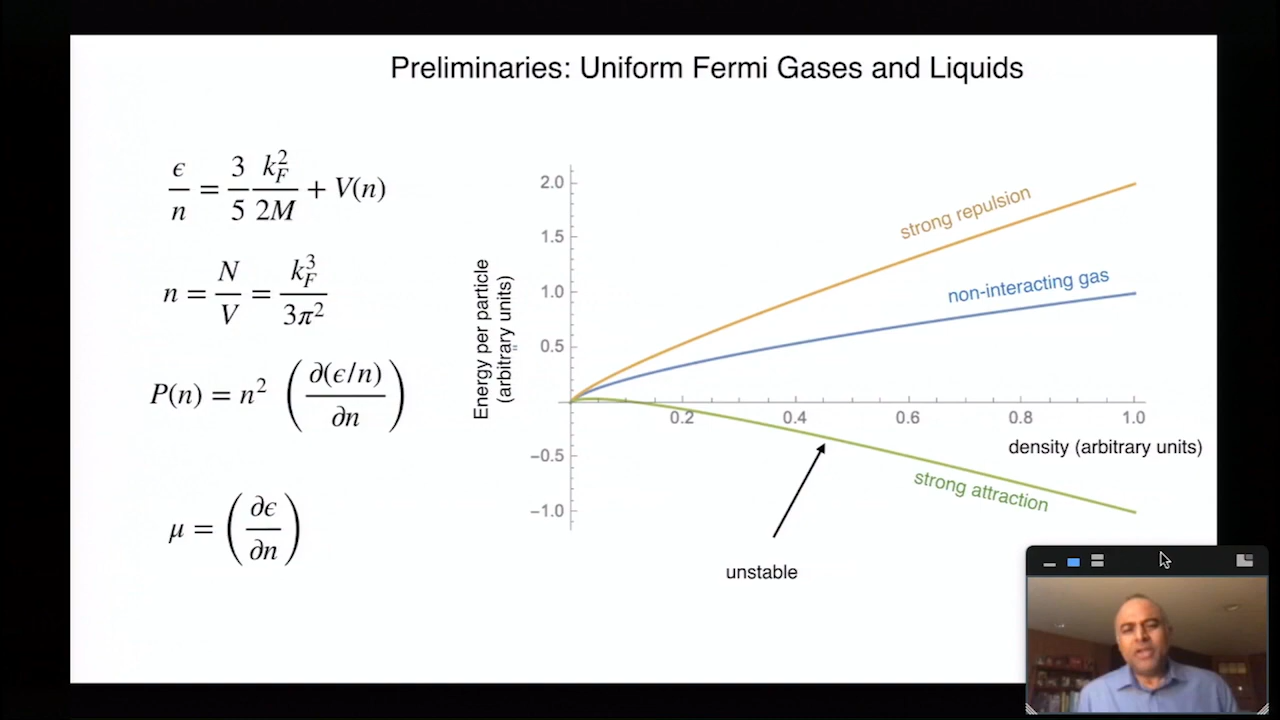 Preliminaries: Uniform Fermi Gases and Liquids
ϵ/n = 3/5 k_F^2/2M + V(n)
n = N/V = k_F^3/3π^2
P(n) = n^2 (∂(ϵ/n)/∂n)
μ = (∂ϵ/∂n)
Energy per particle
(arbitrary units)
2.0
1.5
1.0
0.5
−0.5
−1.0
0.2 0.4 0.6 0.8 1.0
density (arbitrary units)
strong repulsion
non-interacting gas
strong attraction
unstable